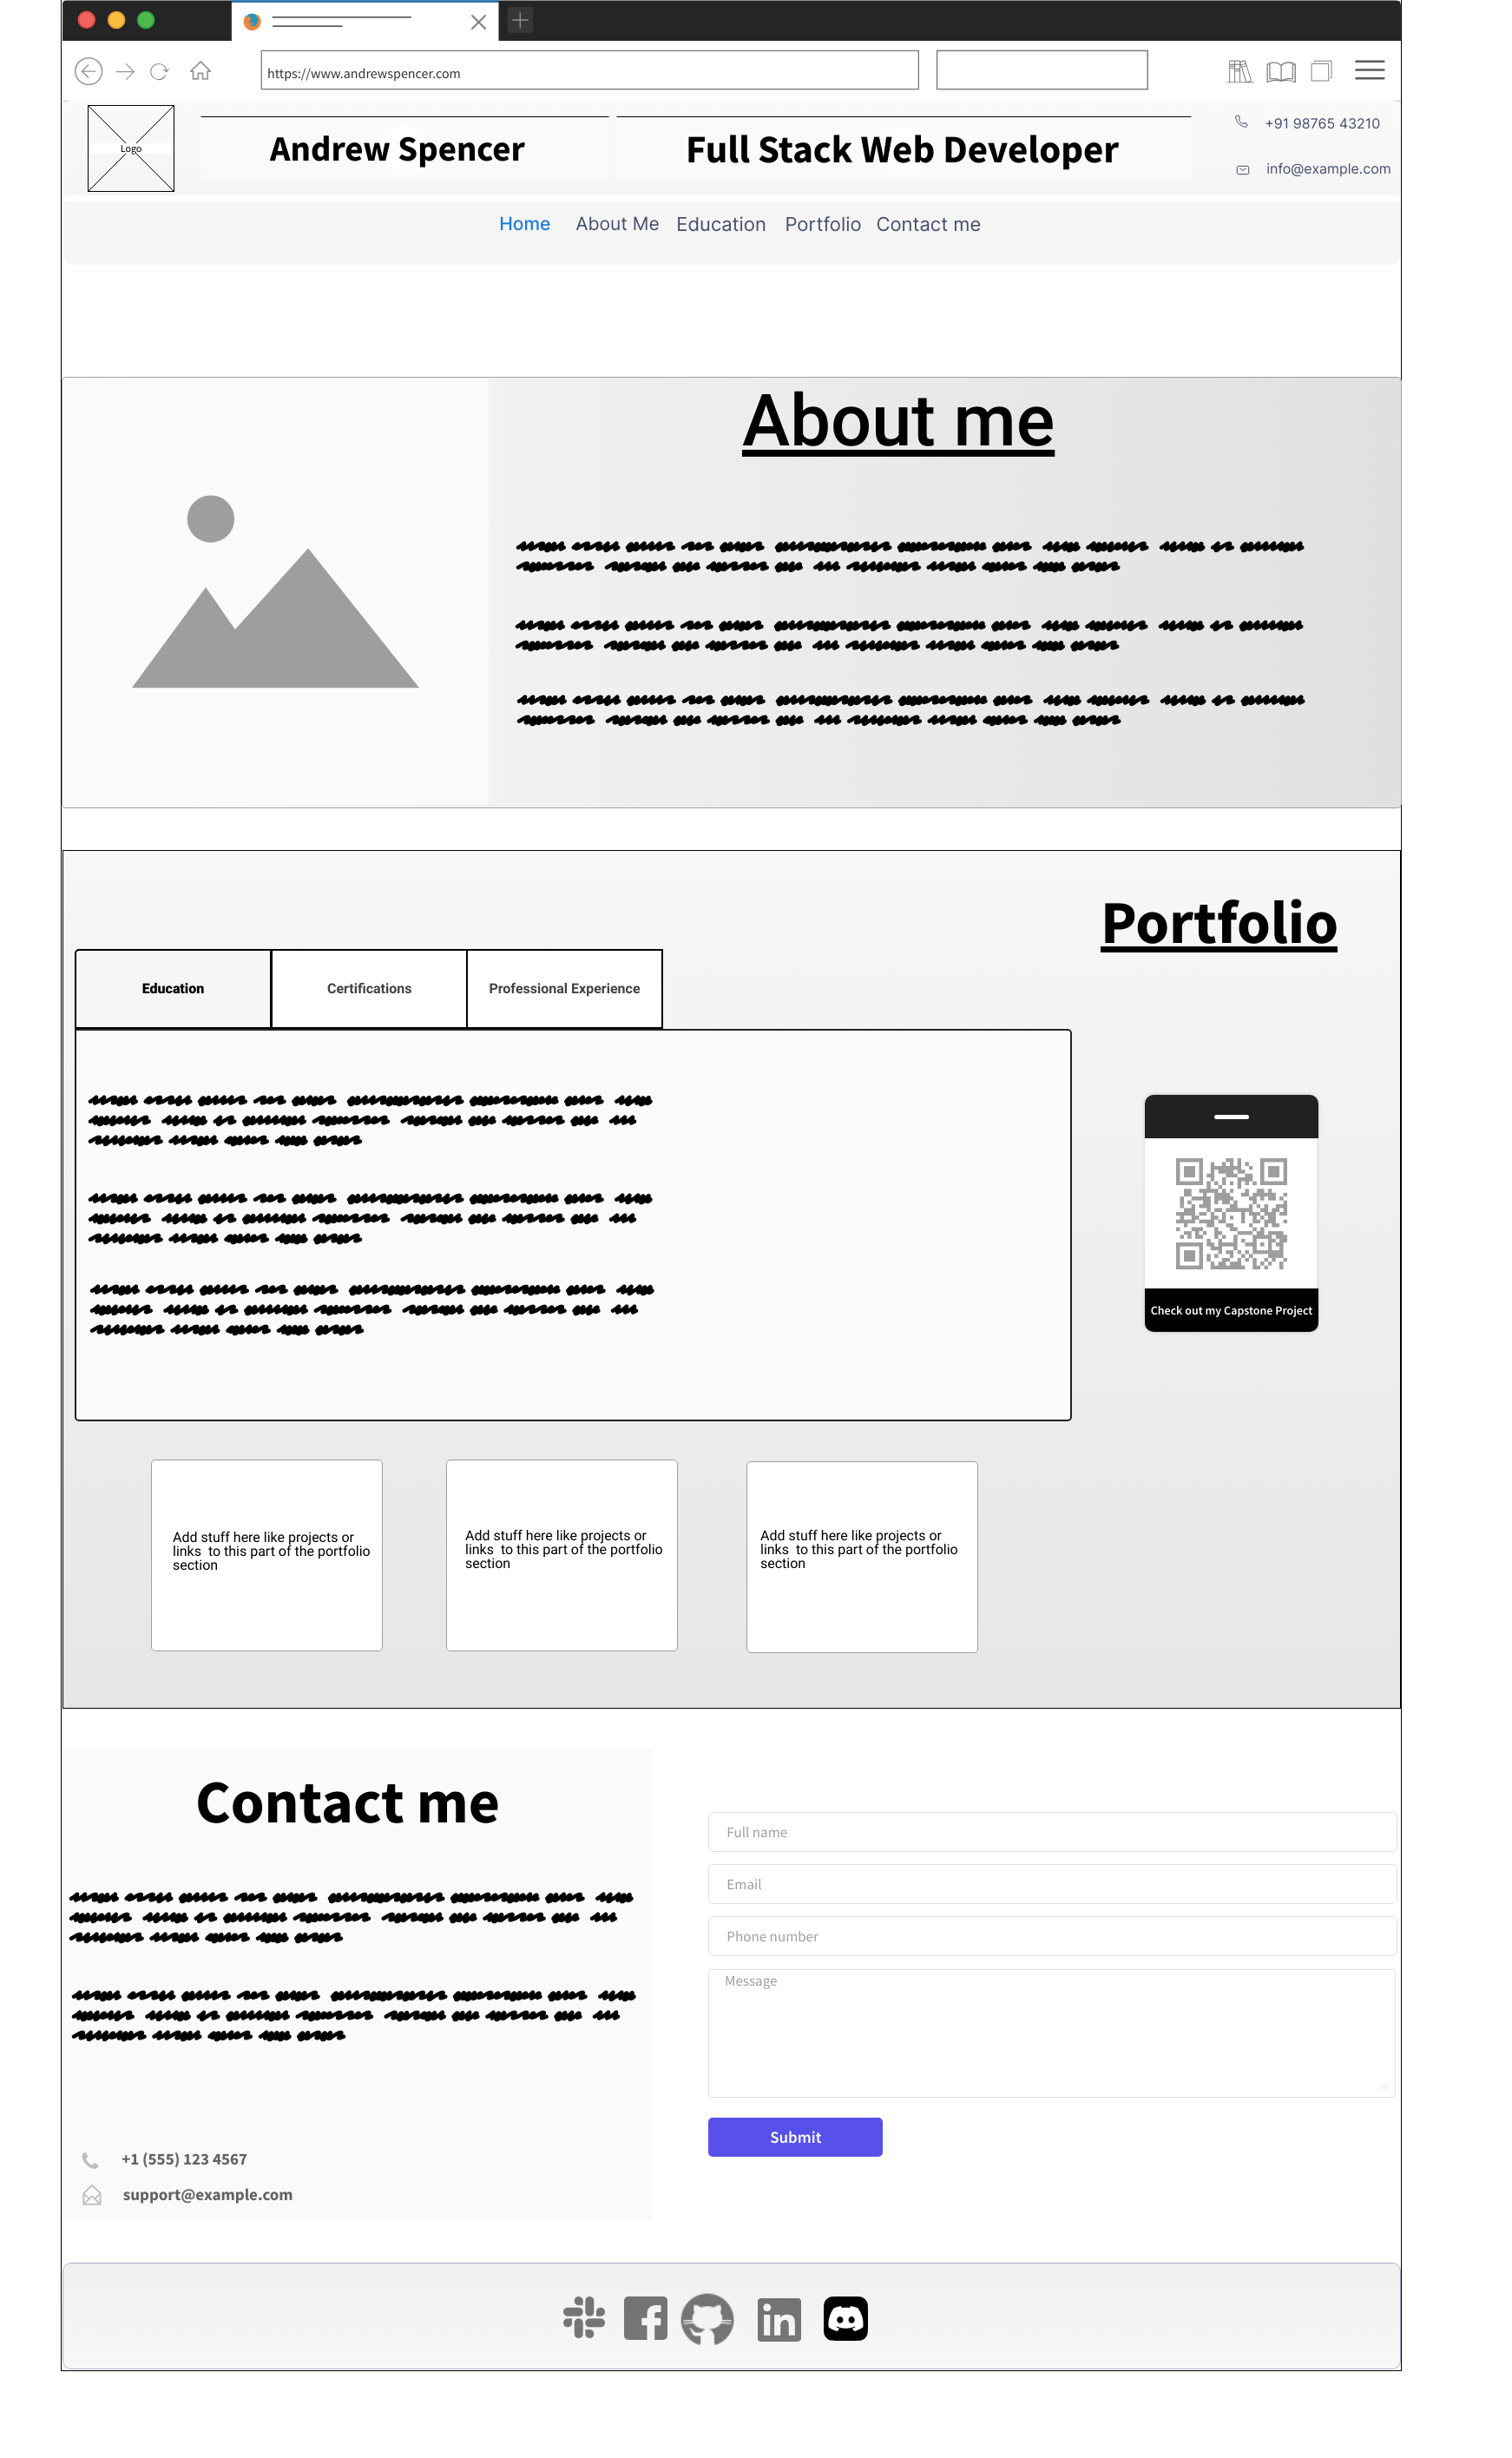 https://www.andrewspencer.com
Logo
Andrew Spencer
Full Stack Web Developer
+91 98765 43210
info@example.com
Home About Me Education Portfolio Contact me
About me
Portfolio
Education
Certifications
Professional Experience
Check out my Capstone Project
Add stuff here like projects or
links to this part of the portfolio
section
Add stuff here like projects or
links to this part of the portfolio
section
Add stuff here like projects or
links to this part of the portfolio
section
Contact me
+1 (555) 123 4567
support@example.com
Full name
Email
Phone number
Message
Submit